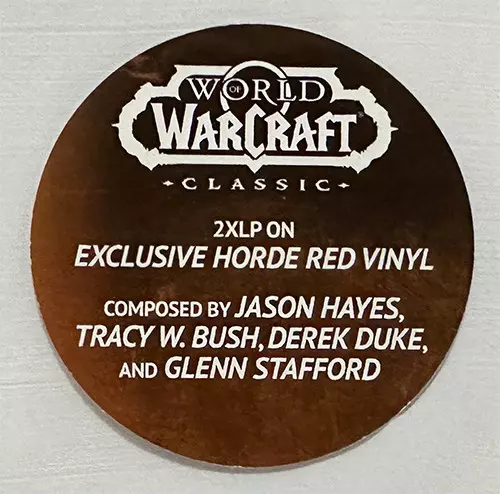 WORLD
OF
WARCRAFT
CLASSIC
2XLP ON
EXCLUSIVE HORDE RED VINYL
COMPOSED BY JASON HAYES,
TRACY W. BUSH, DEREK DUKE,
AND GLENN STAFFORD